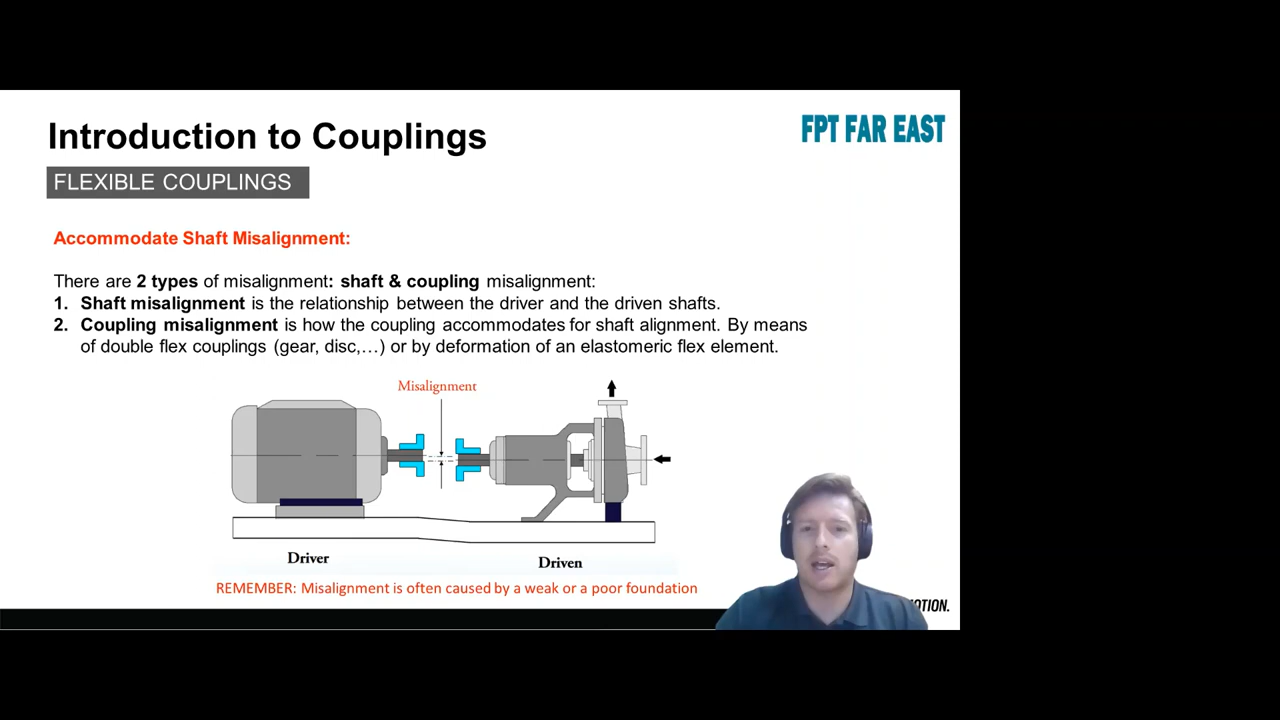 Introduction to Couplings
FPT FAR EAST
FLEXIBLE COUPLINGS
Accommodate Shaft Misalignment:
There are 2 types of misalignment: shaft & coupling misalignment:
1. Shaft misalignment is the relationship between the driver and the driven shafts.
2. Coupling misalignment is how the coupling accommodates for shaft alignment. By means
of double flex couplings (gear, disc,...) or by deformation of an elastomeric flex element.
Misalignment
Driver
Driven
REMEMBER: Misalignment is often caused by a weak or a poor foundation